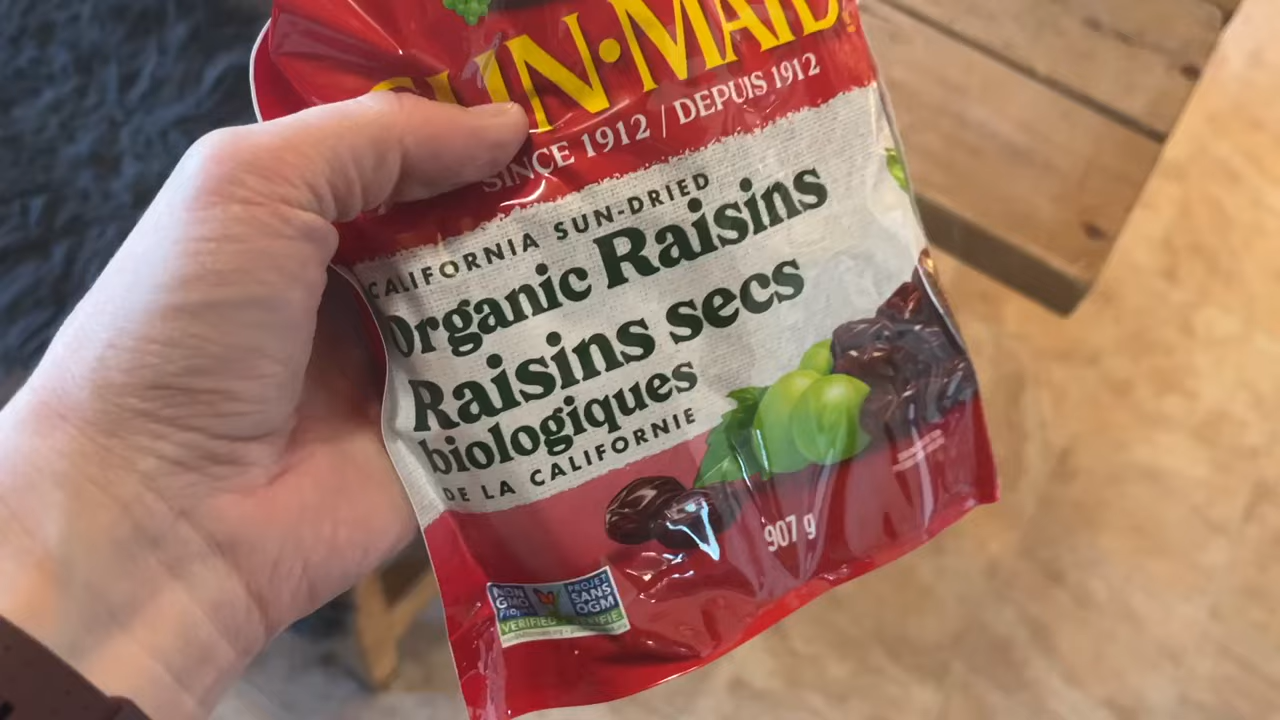 SUN•MAID
SINCE 1912 / DEPUIS 1912
CALIFORNIA SUN-DRIED
Organic Raisins
Raisins secs
biologiques
DE LA CALIFORNIE
907 g
NON
GMO
Project
VERIFIED
PROJET
SANS
OGM
VÉRIFIÉ